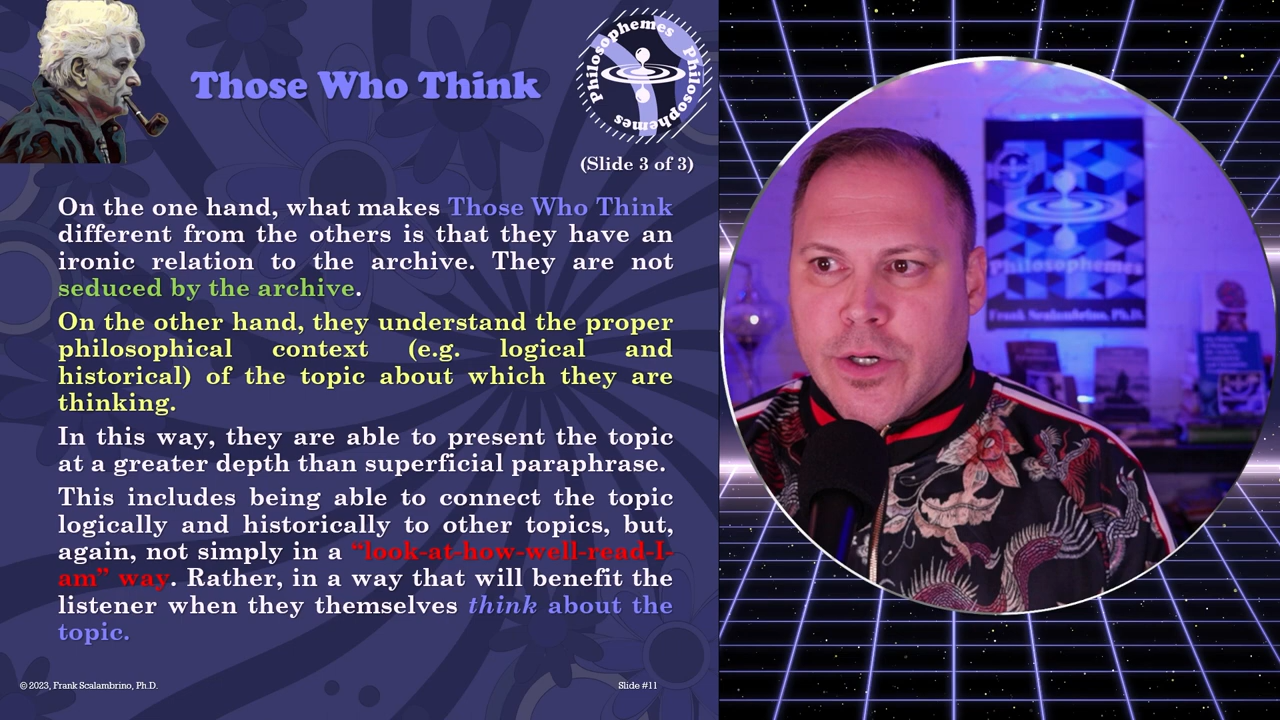 Those Who Think
Philosophemes Philosophemes
(Slide 3 of 3)
On the one hand, what makes Those Who Think
different from the others is that they have an
ironic relation to the archive. They are not
seduced by the archive.
On the other hand, they understand the proper
philosophical context (e.g. logical and
historical) of the topic about which they are
thinking.
In this way, they are able to present the topic
at a greater depth than superficial paraphrase.
This includes being able to connect the topic
logically and historically to other topics, but,
again, not simply in a “look-at-how-well-read-I-
am” way. Rather, in a way that will benefit the
listener when they themselves think about the
topic.
© 2023, Frank Scalambrino, Ph.D.
Slide #11
Philosophemes
Frank Scalambrino, Ph.D.